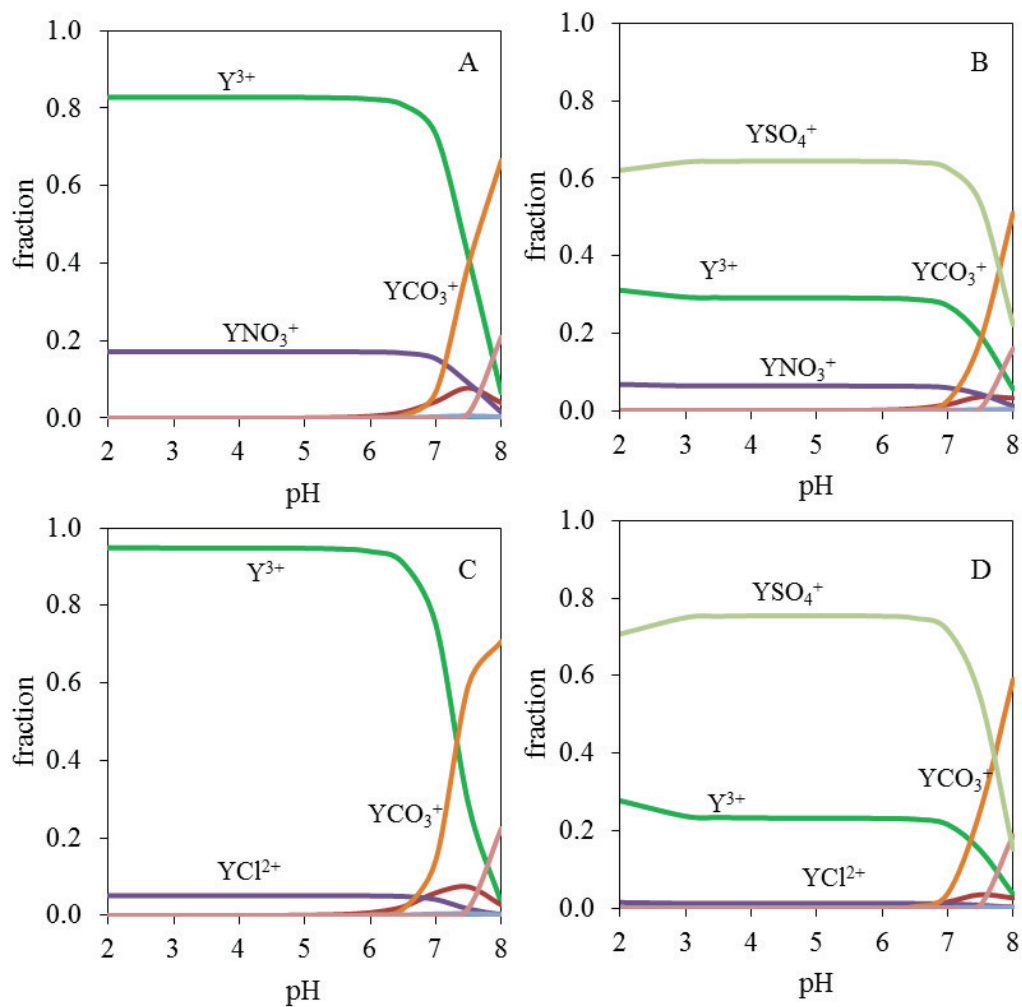 A
1.0
0.8
0.6
0.4
0.2
0.0
fraction
Y³⁺
YCO₃⁺
YNO₃⁺
2 3 4 5 6 7 8
pH
B
1.0
0.8
0.6
0.4
0.2
0.0
fraction
YSO₄⁺
Y³⁺
YCO₃⁺
YNO₃⁺
2 3 4 5 6 7 8
pH
C
1.0
0.8
0.6
0.4
0.2
0.0
fraction
Y³⁺
YCO₃⁺
YCl²⁺
2 3 4 5 6 7 8
pH
D
1.0
0.8
0.6
0.4
0.2
0.0
fraction
YSO₄⁺
YCO₃⁺
Y³⁺
YCl²⁺
2 3 4 5 6 7 8
pH